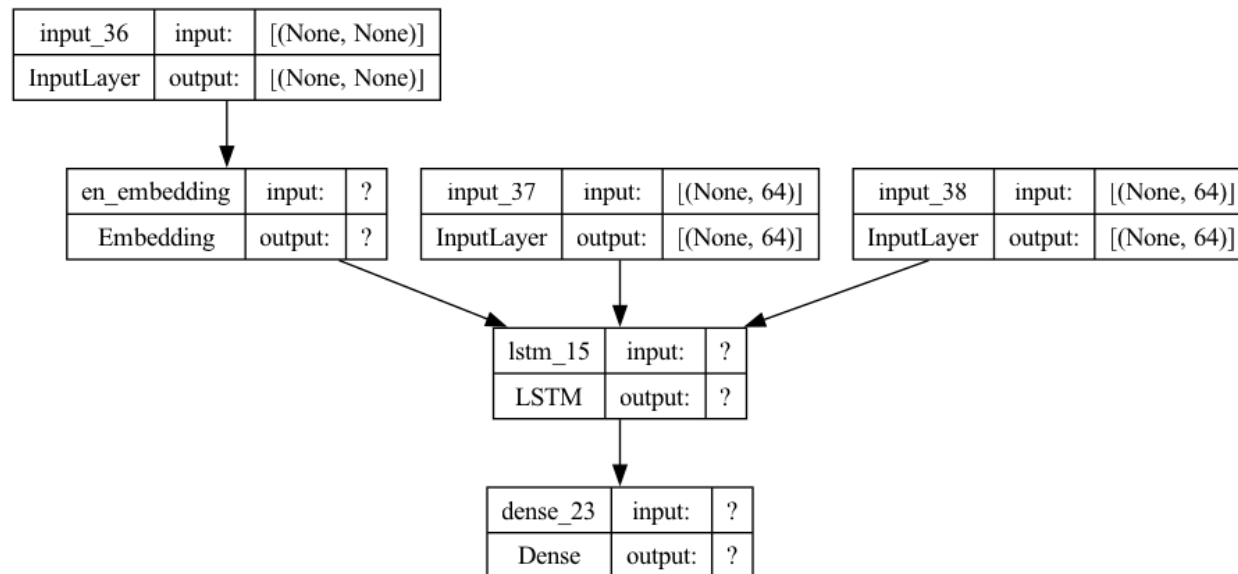 input_36 input: [(None, None)]
InputLayer output: [(None, None)]
en_embedding input: ?
Embedding output: ?
input_37 input: [(None, 64)]
InputLayer output: [(None, 64)]
input_38 input: [(None, 64)]
InputLayer output: [(None, 64)]
lstm_15 input: ?
LSTM output: ?
dense_23 input: ?
Dense output: ?